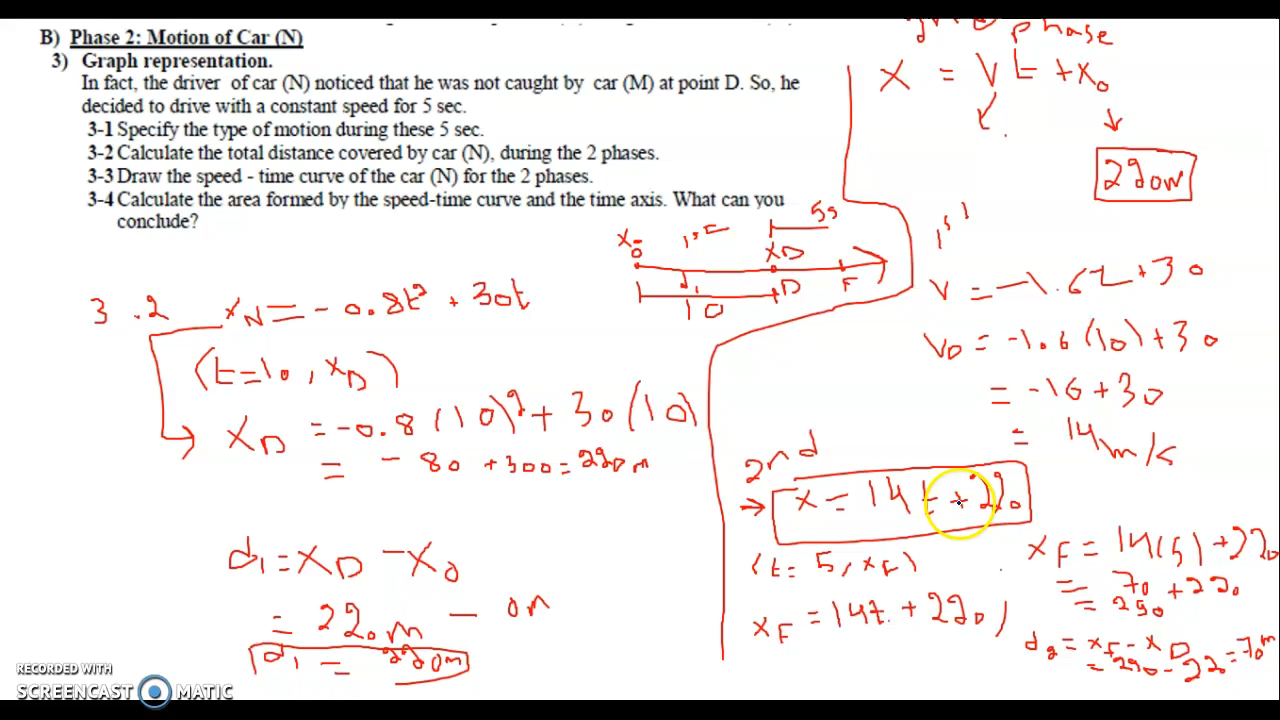 B) Phase 2: Motion of Car (N)
3) Graph representation.
In fact, the driver of car (N) noticed that he was not caught by car (M) at point D. So, he
decided to drive with a constant speed for 5 sec.
3-1 Specify the type of motion during these 5 sec.
3-2 Calculate the total distance covered by car (N), during the 2 phases.
3-3 Draw the speed - time curve of the car (N) for the 2 phases.
3-4 Calculate the area formed by the speed-time curve and the time axis. What can you
conclude?
x0 1st xD 5s
d1 D F
10
3.2 xN = -0.8t² + 30t
(t=10, xD)
xD = -0.8(10)² + 30(10)
= -80 + 300 = 220m
d1 = xD - x0
= 220m - 0m
d1 = 220m
phase
x = Vt + x0
220m
1st
V = -1.6t + 30
VD = -1.6(10) + 30
= -16 + 30
= 14m/s
2nd
→ x = 14t + 220
(t = 5, xF)
xF = 14t + 220
xF = 14(5) + 220
= 70 + 220
= 290
d2 = xF - xD
= 290 - 220 = 70m
RECORDED WITH
SCREENCAST MATIC